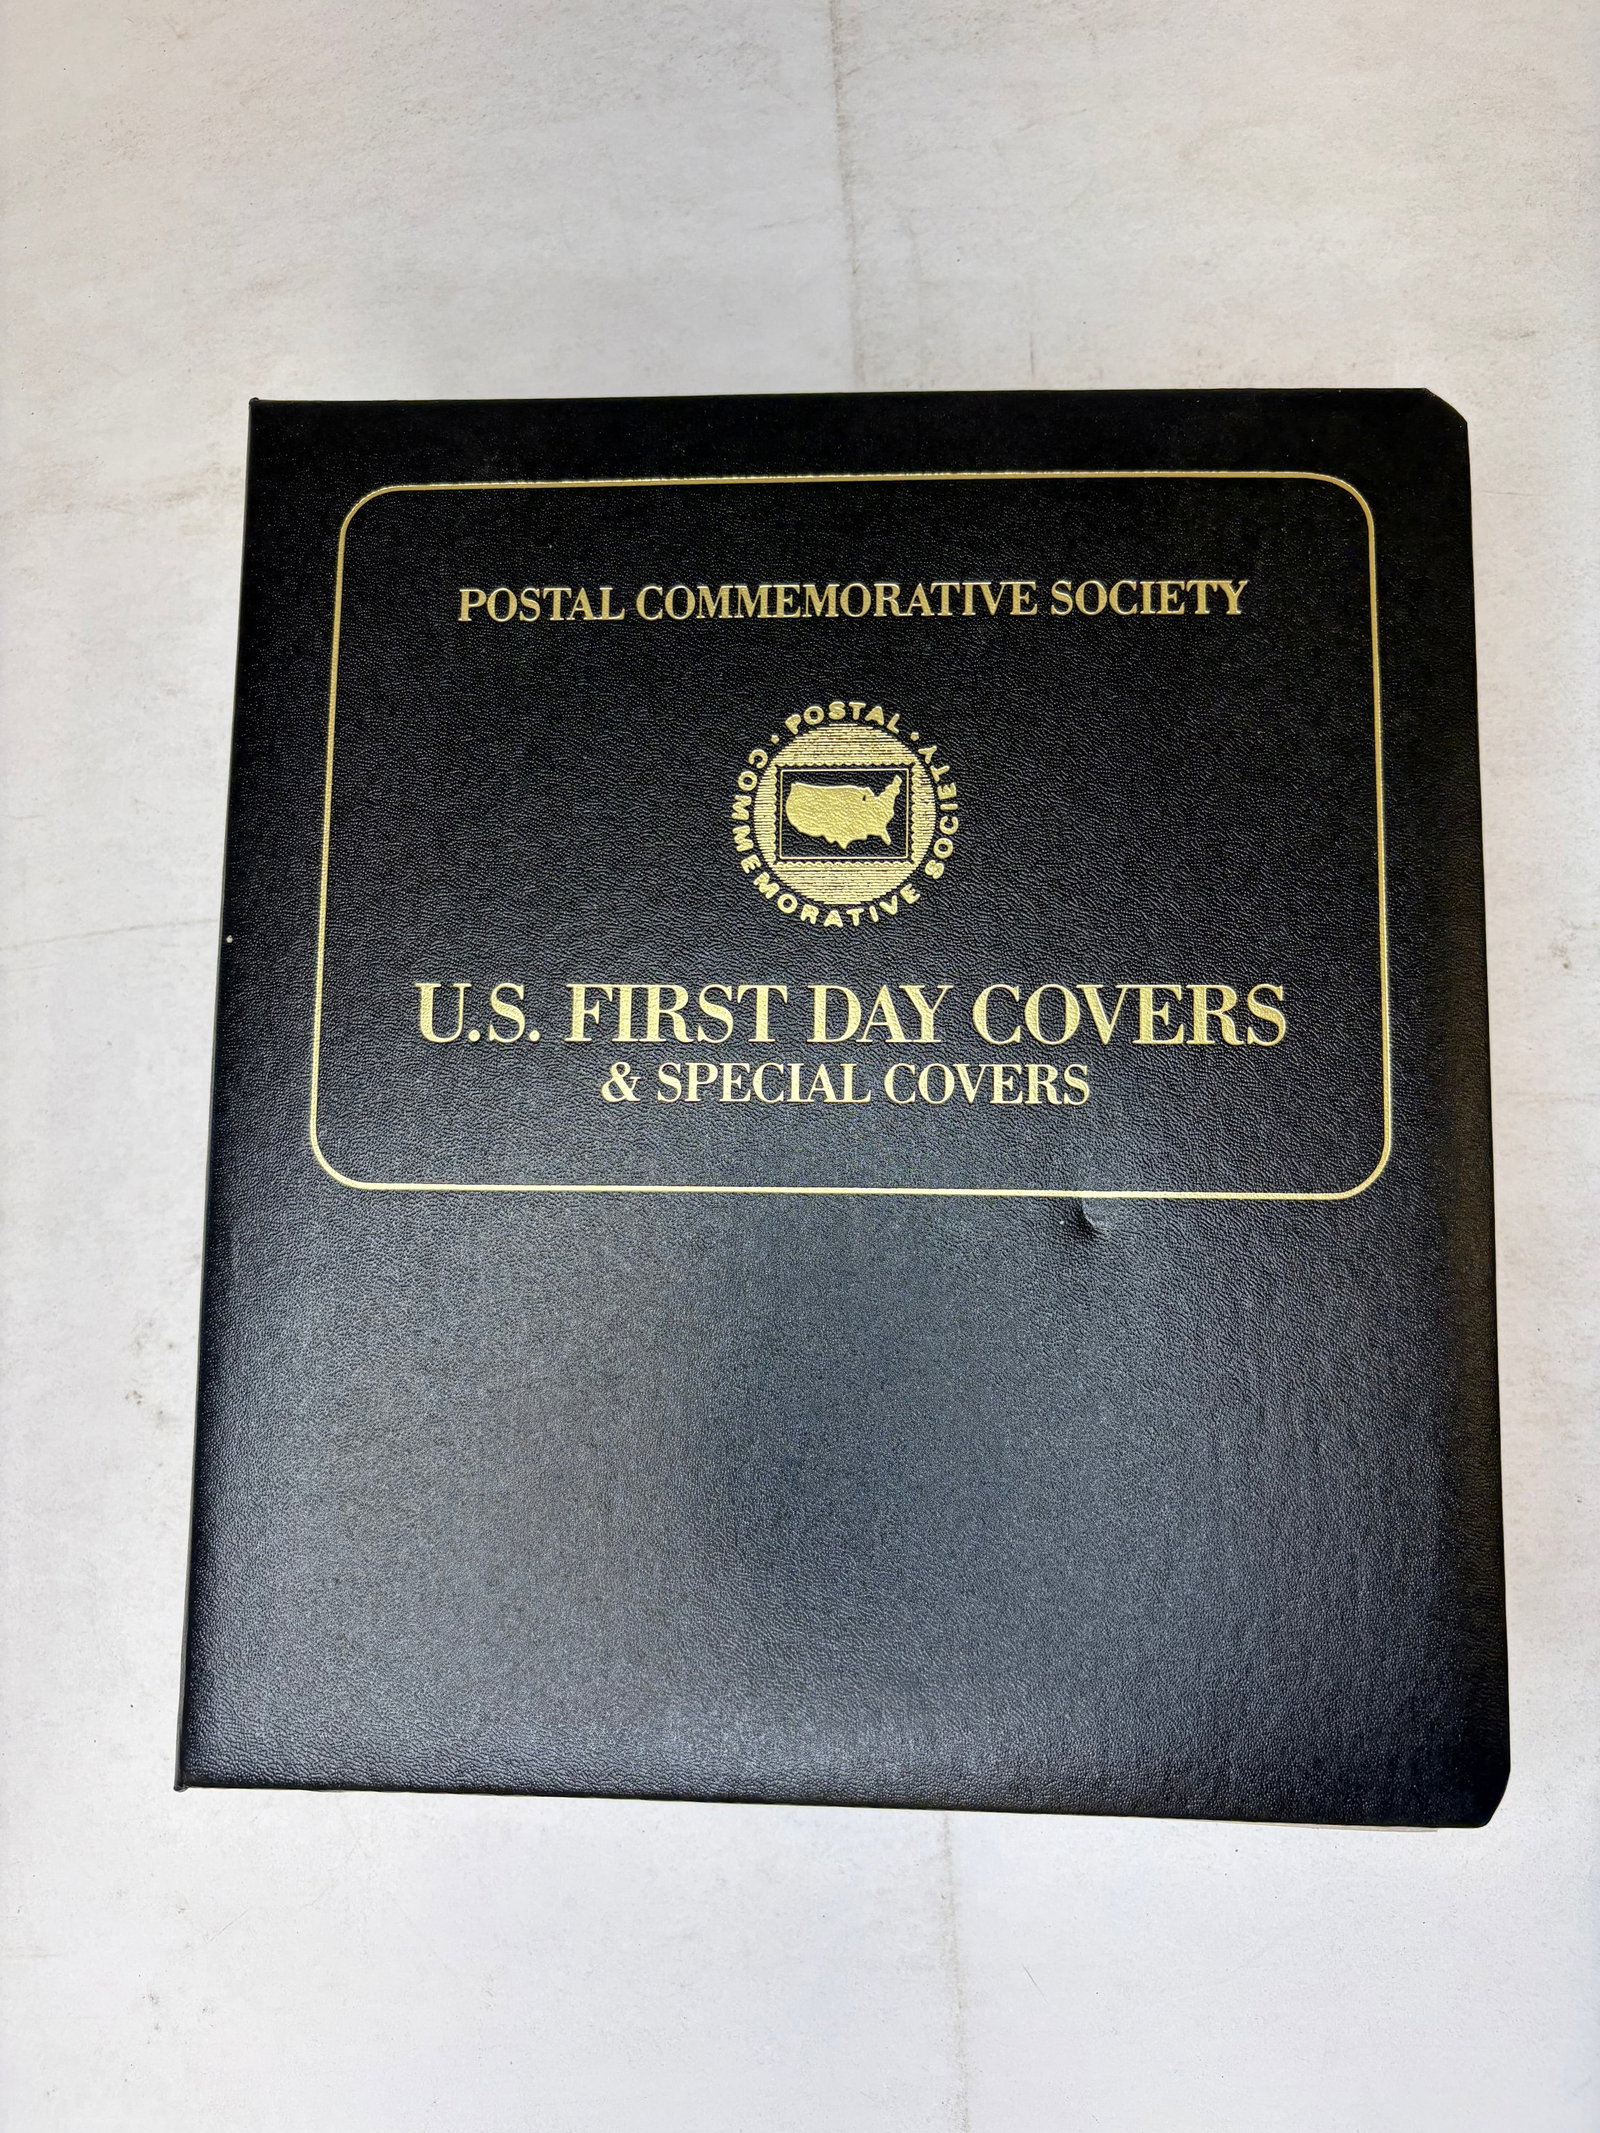 POSTAL COMMEMORATIVE SOCIETY
· POSTAL · COMMEMORATIVE SOCIETY
U.S. FIRST DAY COVERS
& SPECIAL COVERS